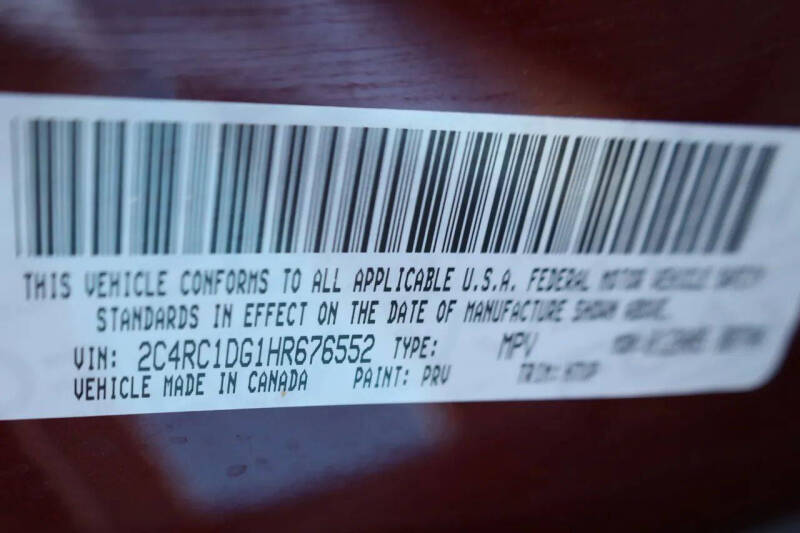 THIS VEHICLE CONFORMS TO ALL APPLICABLE U.S.A. FEDERAL MOTOR VEHICLE SAFETY
STANDARDS IN EFFECT ON THE DATE OF MANUFACTURE SHOWN ABOVE.
VIN: 2C4RC1DG1HR676552 TYPE: MPV
VEHICLE MADE IN CANADA PAINT: PRV TRIM: